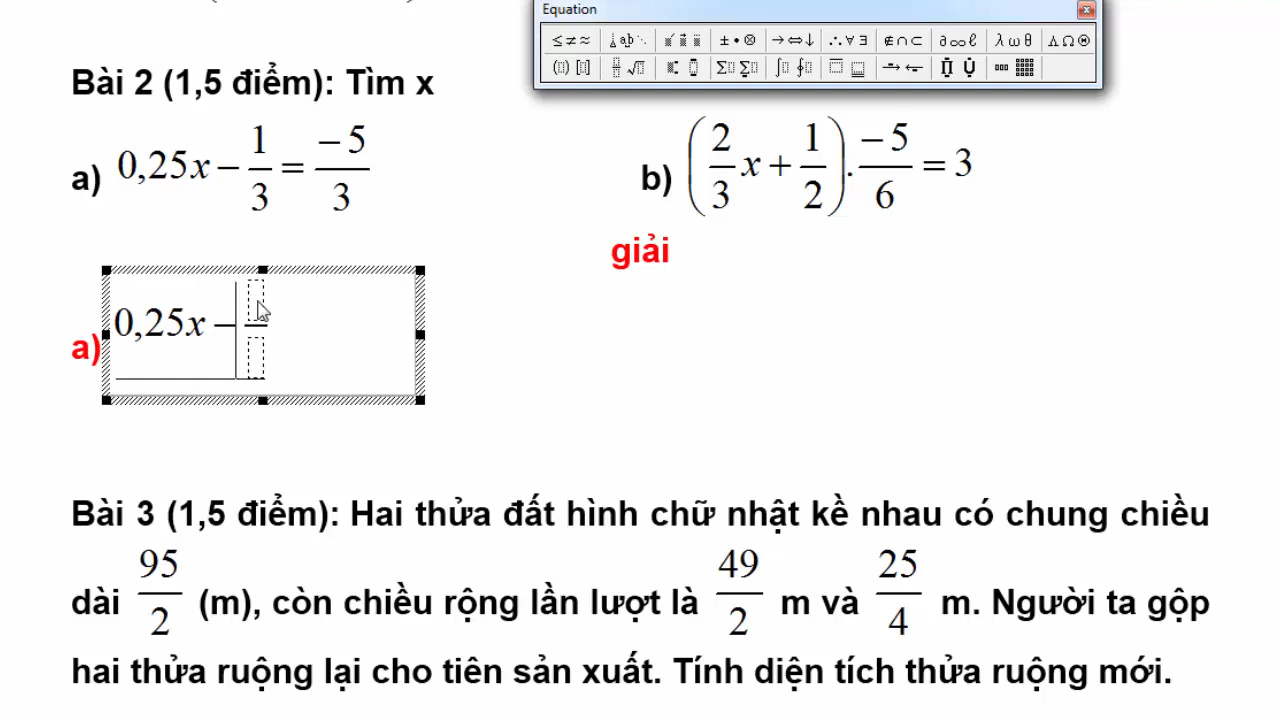 Equation
Bài 2 (1,5 điểm): Tìm x
a) 0,25x − 1/3 = −5/3 b) (2/3 x + 1/2) . −5/6 = 3
giải
a) 0,25x −
Bài 3 (1,5 điểm): Hai thửa đất hình chữ nhật kề nhau có chung chiều
dài 95/2 (m), còn chiều rộng lần lượt là 49/2 m và 25/4 m. Người ta gộp
hai thửa ruộng lại cho tiên sản xuất. Tính diện tích thửa ruộng mới.